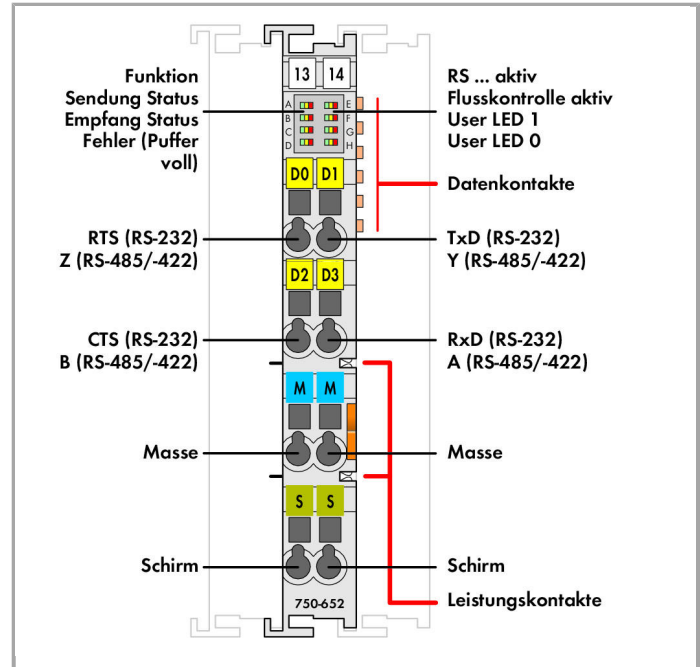 13 14
Funktion
Sendung Status
Empfang Status
Fehler (Puffer
voll)
A
B
C
D
E
F
G
H
RS ... aktiv
Flusskontrolle aktiv
User LED 1
User LED 0
Datenkontakte
D0 D1
RTS (RS-232)
Z (RS-485/-422)
TxD (RS-232)
Y (RS-485/-422)
D2 D3
CTS (RS-232)
B (RS-485/-422)
RxD (RS-232)
A (RS-485/-422)
M M
Masse
Masse
S S
Schirm
Schirm
750-652
Leistungskontakte